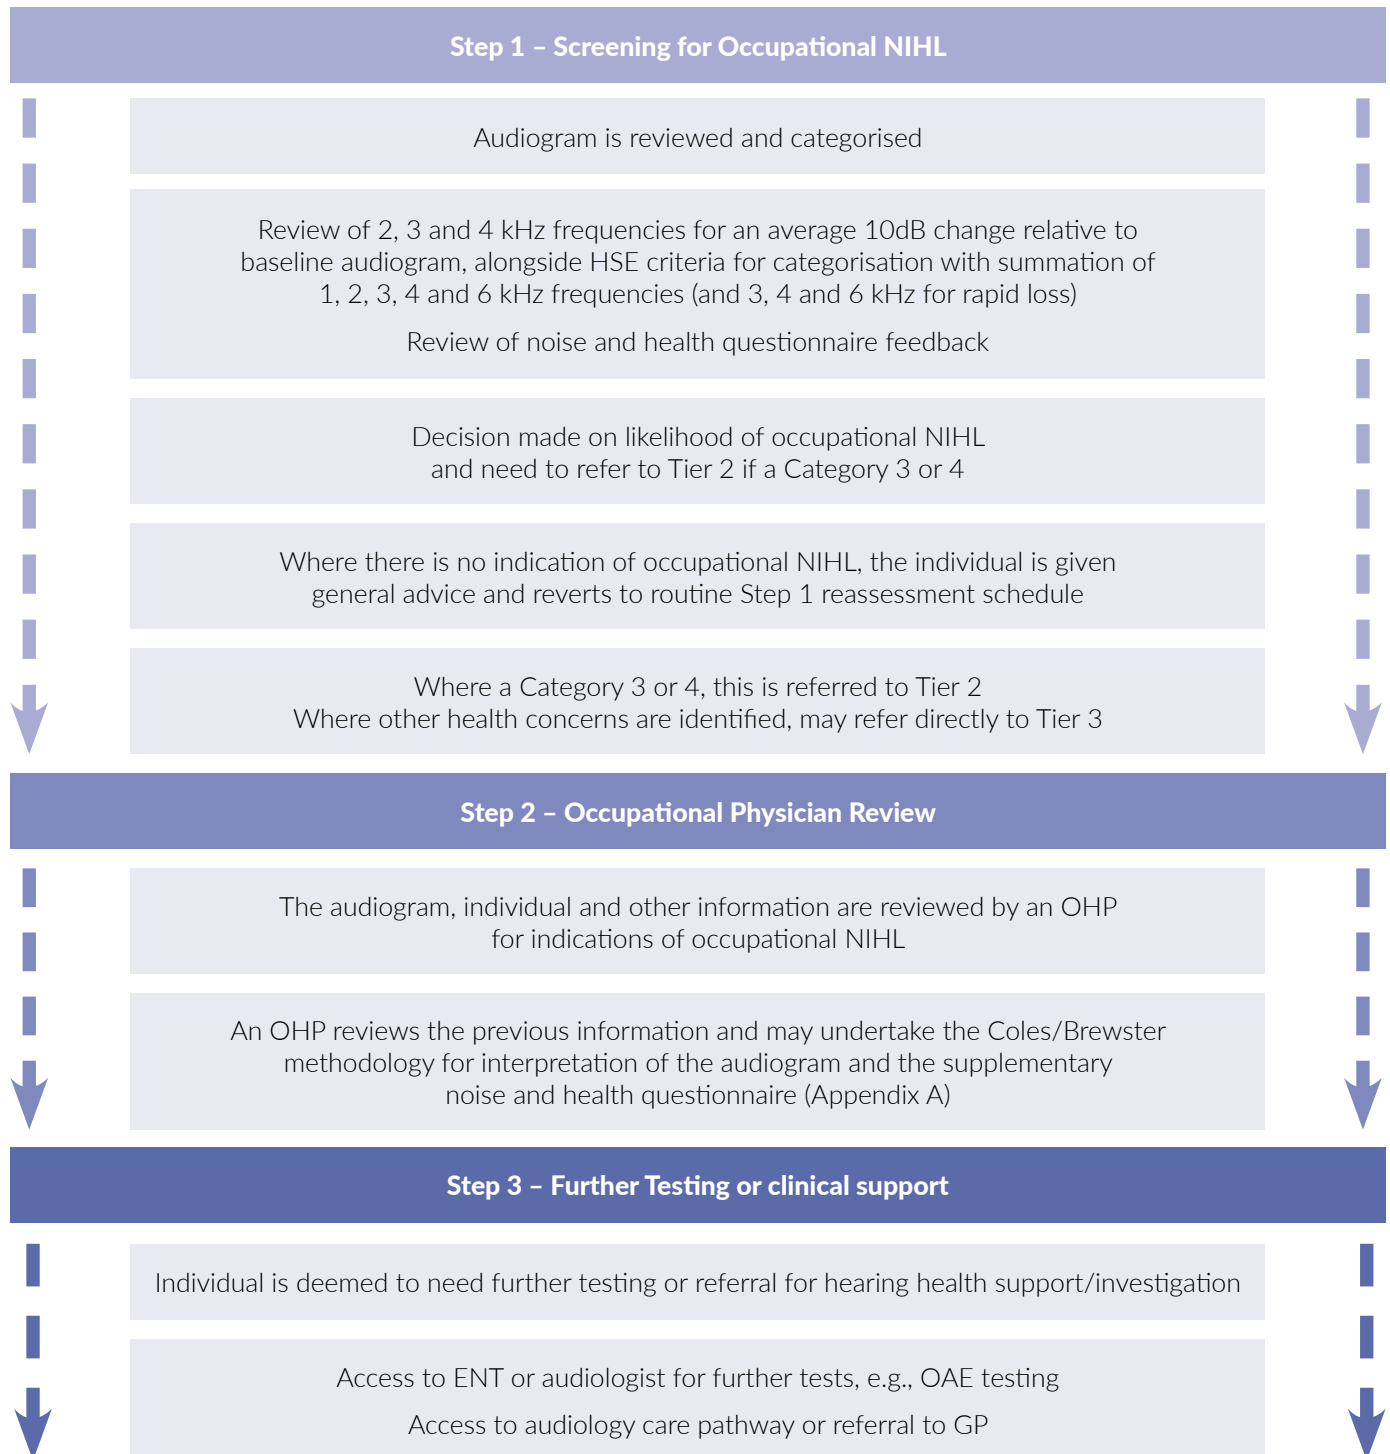 Step 1 – Screening for Occupational NIHL
Audiogram is reviewed and categorised
Review of 2, 3 and 4 kHz frequencies for an average 10dB change relative to
baseline audiogram, alongside HSE criteria for categorisation with summation of
1, 2, 3, 4 and 6 kHz frequencies (and 3, 4 and 6 kHz for rapid loss)
Review of noise and health questionnaire feedback
Decision made on likelihood of occupational NIHL
and need to refer to Tier 2 if a Category 3 or 4
Where there is no indication of occupational NIHL, the individual is given
general advice and reverts to routine Step 1 reassessment schedule
Where a Category 3 or 4, this is referred to Tier 2
Where other health concerns are identified, may refer directly to Tier 3
Step 2 – Occupational Physician Review
The audiogram, individual and other information are reviewed by an OHP
for indications of occupational NIHL
An OHP reviews the previous information and may undertake the Coles/Brewster
methodology for interpretation of the audiogram and the supplementary
noise and health questionnaire (Appendix A)
Step 3 – Further Testing or clinical support
Individual is deemed to need further testing or referral for hearing health support/investigation
Access to ENT or audiologist for further tests, e.g., OAE testing
Access to audiology care pathway or referral to GP